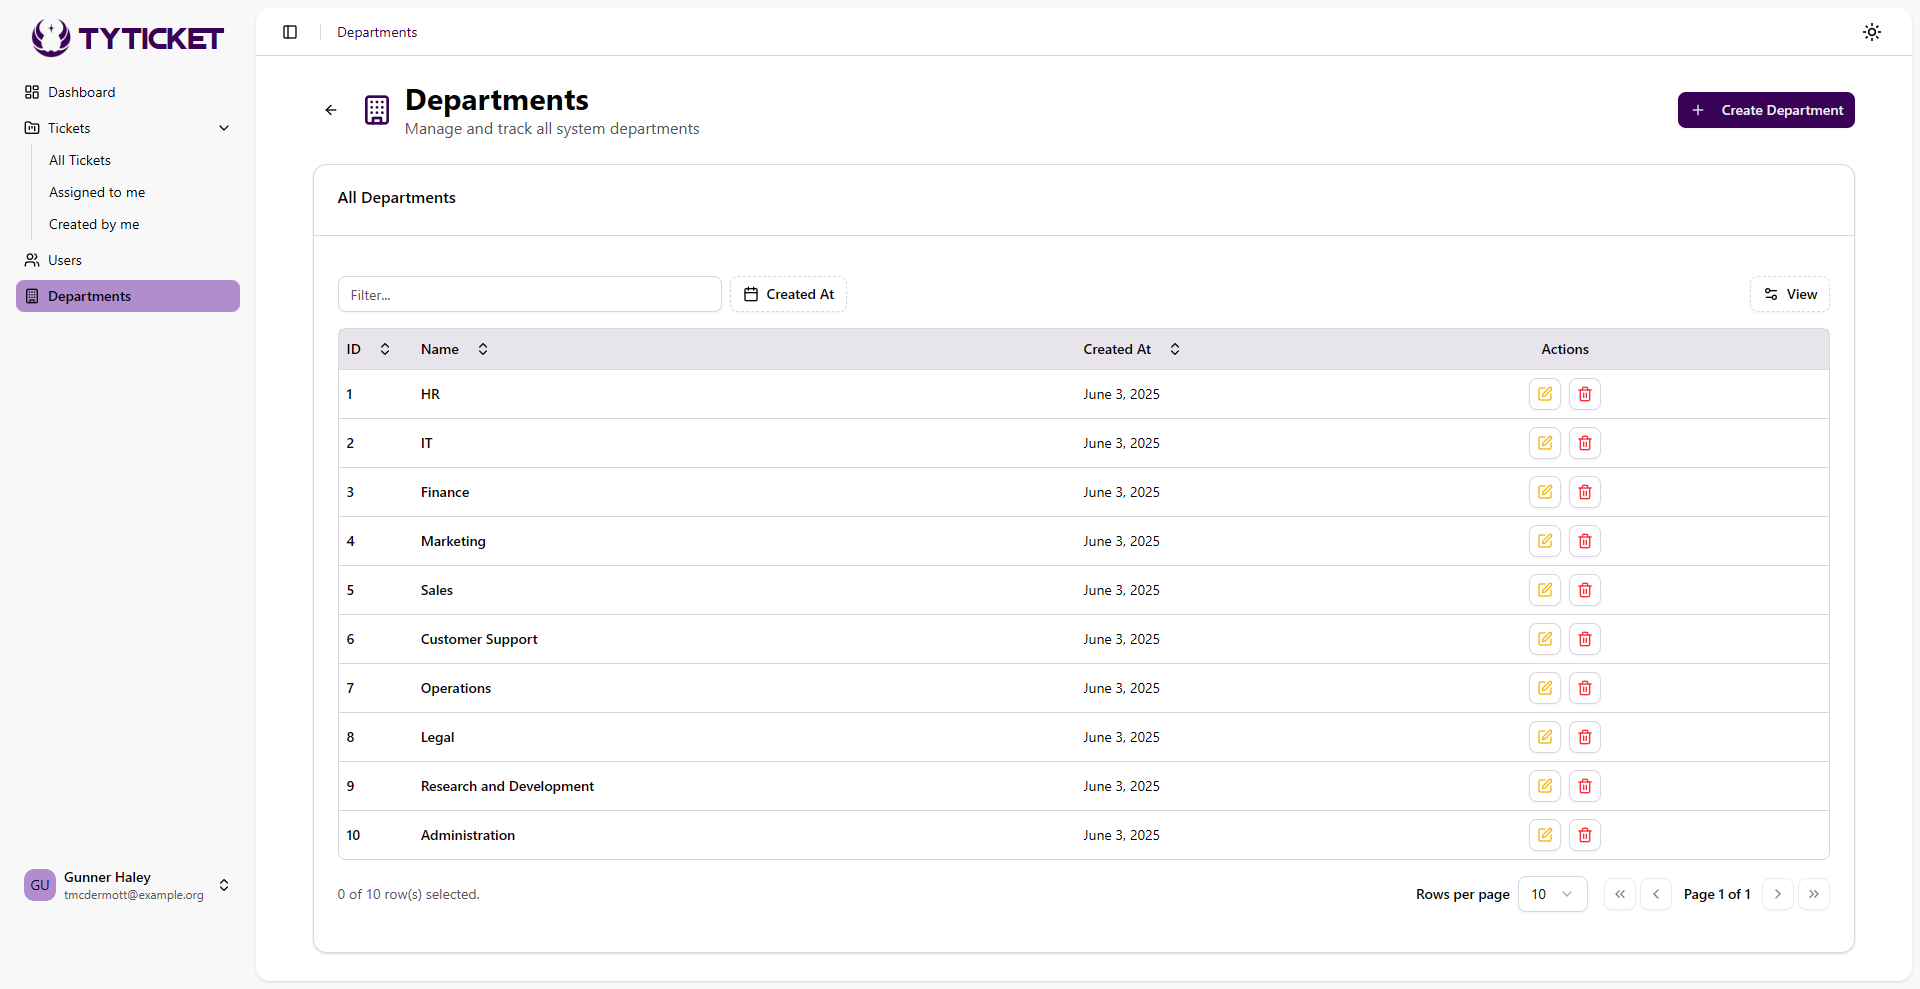 TYTICKET
Dashboard
Tickets
All Tickets
Assigned to me
Created by me
Users
Departments
GU
Gunner Haley
tmcdermott@example.org
Departments
Departments
Manage and track all system departments
Create Department
All Departments
Filter...
Created At
View
ID Name Created At Actions
1 HR June 3, 2025
2 IT June 3, 2025
3 Finance June 3, 2025
4 Marketing June 3, 2025
5 Sales June 3, 2025
6 Customer Support June 3, 2025
7 Operations June 3, 2025
8 Legal June 3, 2025
9 Research and Development June 3, 2025
10 Administration June 3, 2025
0 of 10 row(s) selected.
Rows per page 10 Page 1 of 1